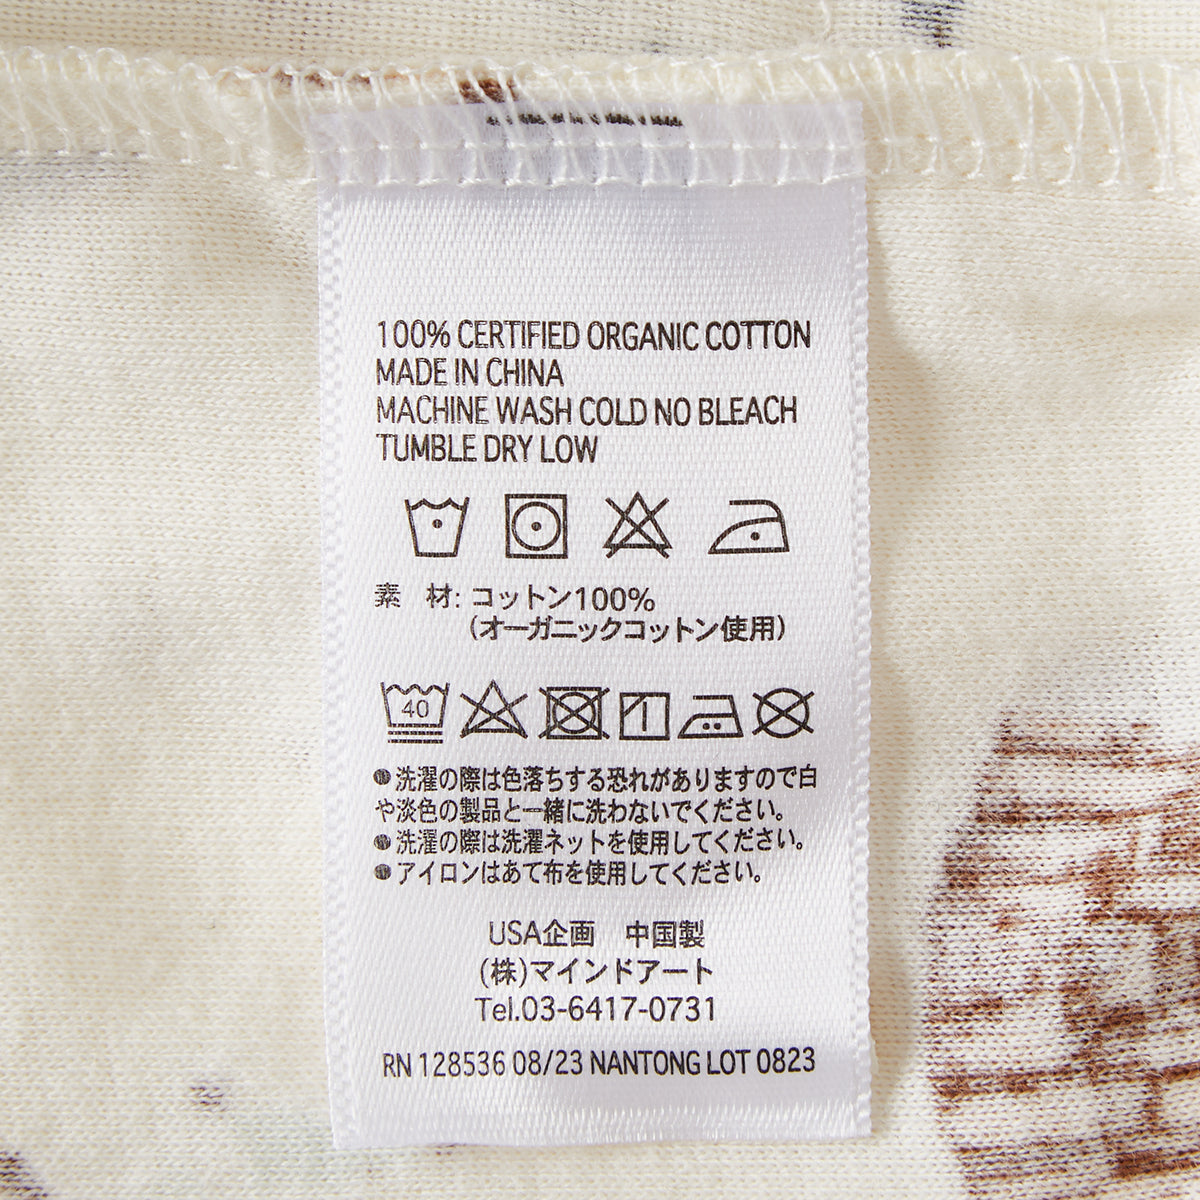 100% CERTIFIED ORGANIC COTTON
MADE IN CHINA
MACHINE WASH COLD NO BLEACH
TUMBLE DRY LOW
素　材: コットン100%
(オーガニックコットン使用)
40
●洗濯の際は色落ちする恐れがありますので白
や淡色の製品と一緒に洗わないでください。
●洗濯の際は洗濯ネットを使用してください。
●アイロンはあて布を使用してください。
USA企画　中国製
(株)マインドアート
Tel.03-6417-0731
RN 128536 08/23 NANTONG LOT 0823